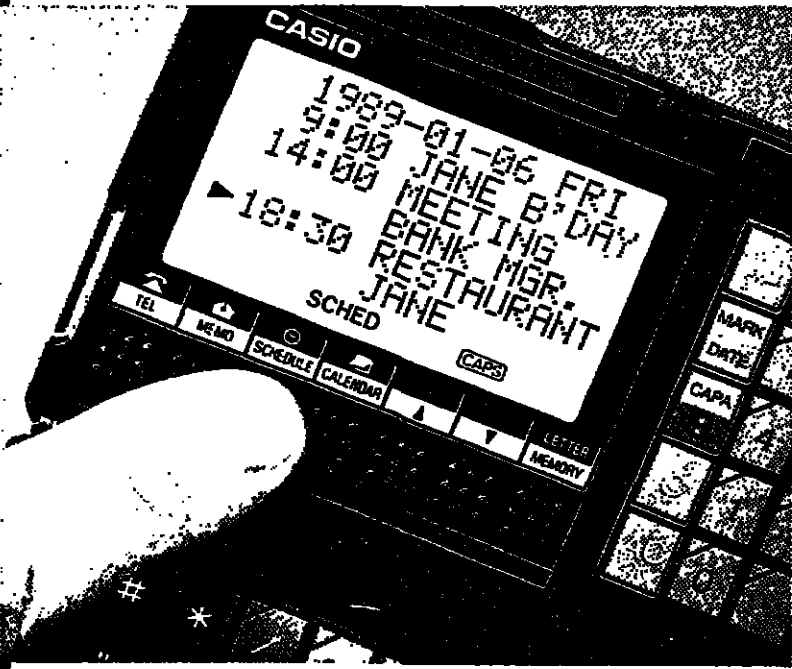 CASIO
1989-01-06 FRI
9:00 JANE B'DAY
14:00 MEETING
BANK MGR.
▶18:30 RESTAURANT
JANE
SCHED
CAPS
TEL
MEMO
SCHEDULE
CALENDAR
▲
▼
LETTER
MEMORY
MARK
DATE
CAPA
# *